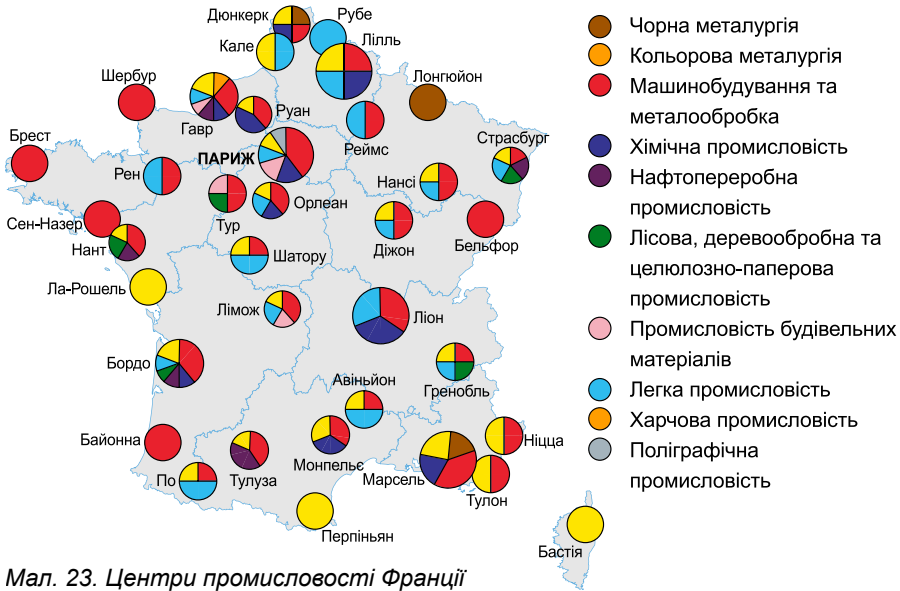 Дюнкерк
Рубе
Кале
Лілль
Шербур
Лонгюйон
Гавр
Руан
Брест
ПАРИЖ
Реймс
Страсбург
Рен
Нансі
Орлеан
Сен-Назер
Тур
Діжон
Бельфор
Нант
Шатору
Ла-Рошель
Лімож
Ліон
Бордо
Авіньйон
Гренобль
Байонна
Ніцца
По
Тулуза
Монпельє
Марсель
Тулон
Перпіньян
Бастія
Чорна металургія
Кольорова металургія
Машинобудування та
металообробка
Хімічна промисловість
Нафтопереробна
промисловість
Лісова, деревообробна та
целюлозно-паперова
промисловість
Промисловість будівельних
матеріалів
Легка промисловість
Харчова промисловість
Поліграфічна
промисловість
Мал. 23. Центри промисловості Франції